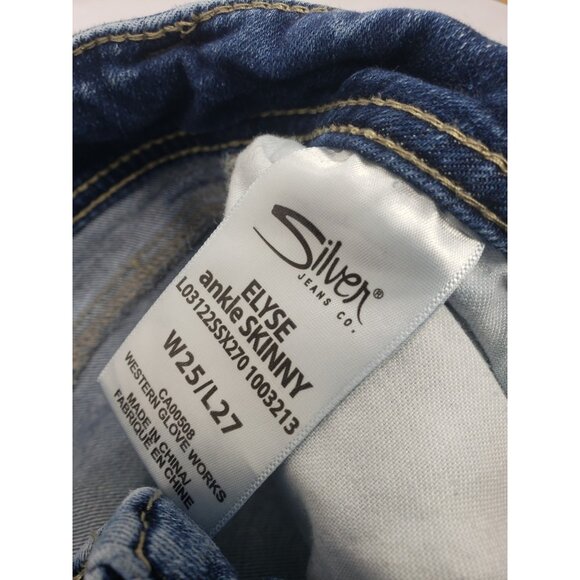 Silver®
JEANS CO.
ELYSE
ankle SKINNY
L03122SSX270 1003213
W25/L27
CA00508
WESTERN GLOVE WORKS
MADE IN CHINA/
FABRIQUE EN CHINE